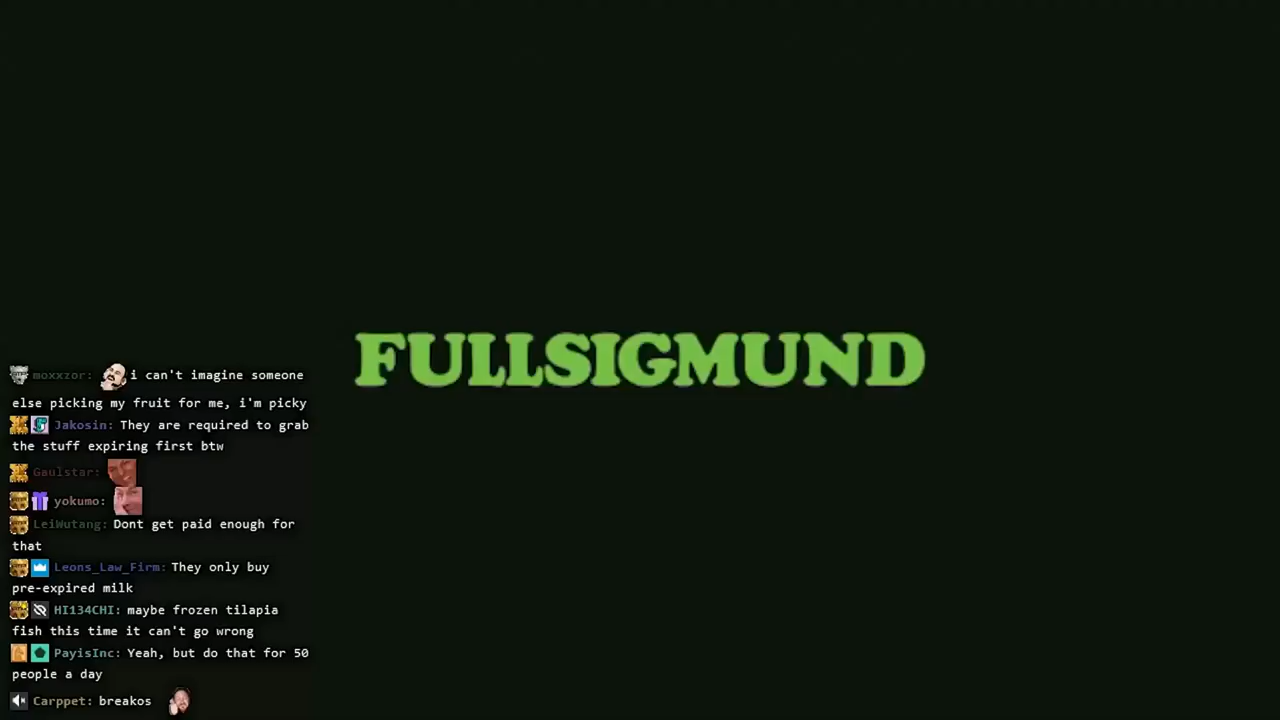 FULLSIGMUND
moxxzor: i can't imagine someone
else picking my fruit for me, i'm picky
Jakosin: They are required to grab
the stuff expiring first btw
Gaulstar:
yokumo:
LeiWutang: Dont get paid enough for
that
Leons_Law_Firm: They only buy
pre-expired milk
HI134CHI: maybe frozen tilapia
fish this time it can't go wrong
PayisInc: Yeah, but do that for 50
people a day
Carppet: breakos